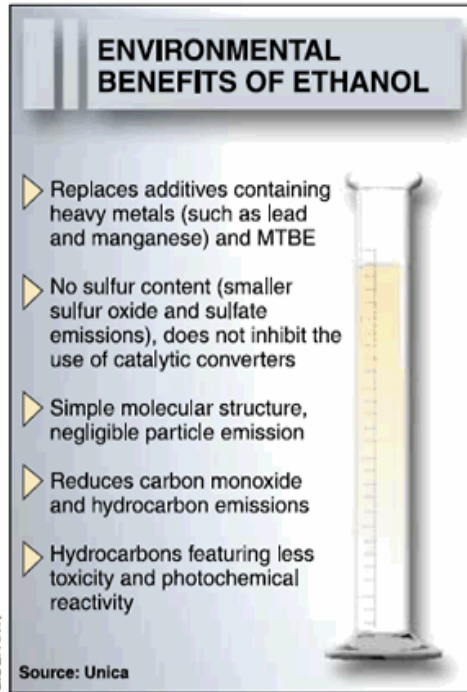 ENVIRONMENTAL
BENEFITS OF ETHANOL
Replaces additives containing
heavy metals (such as lead
and manganese) and MTBE
No sulfur content (smaller
sulfur oxide and sulfate
emissions), does not inhibit the
use of catalytic converters
Simple molecular structure,
negligible particle emission
Reduces carbon monoxide
and hydrocarbon emissions
Hydrocarbons featuring less
toxicity and photochemical
reactivity
Source: Unica